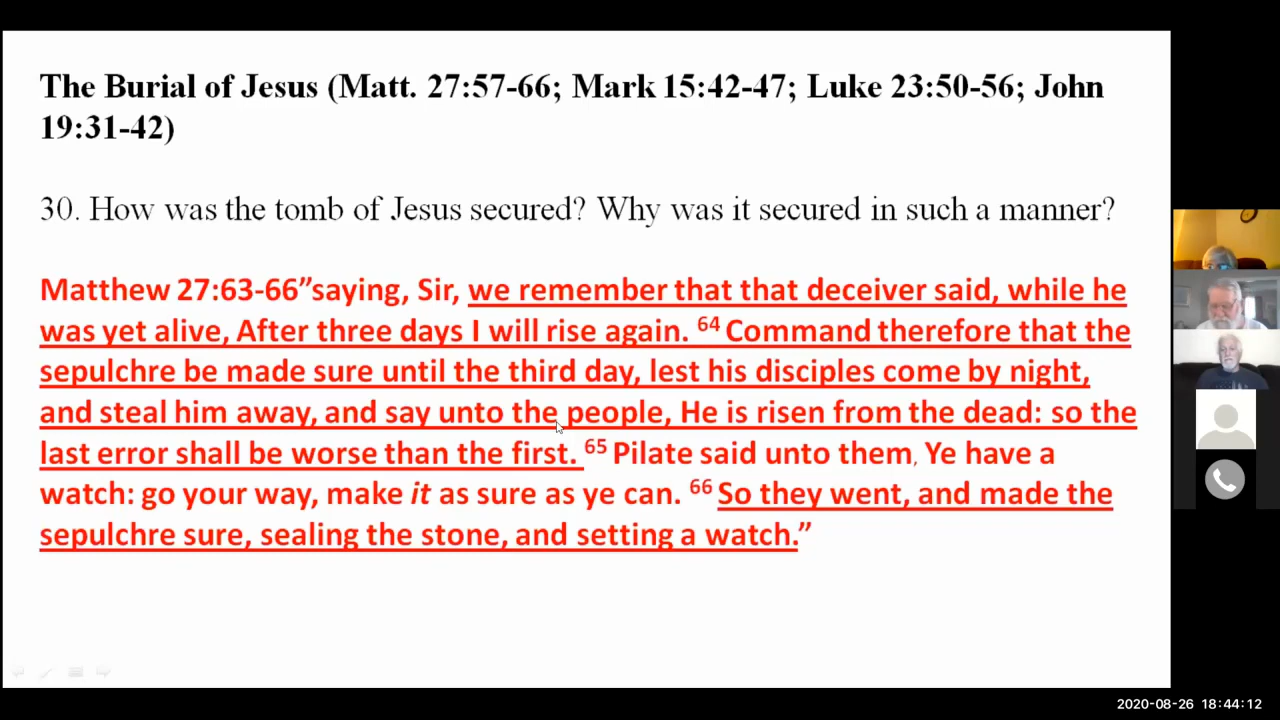 The Burial of Jesus (Matt. 27:57-66; Mark 15:42-47; Luke 23:50-56; John
19:31-42)
30. How was the tomb of Jesus secured? Why was it secured in such a manner?
Matthew 27:63-66”saying, Sir, we remember that that deceiver said, while he
was yet alive, After three days I will rise again. 64 Command therefore that the
sepulchre be made sure until the third day, lest his disciples come by night,
and steal him away, and say unto the people, He is risen from the dead: so the
last error shall be worse than the first. 65 Pilate said unto them, Ye have a
watch: go your way, make it as sure as ye can. 66 So they went, and made the
sepulchre sure, sealing the stone, and setting a watch.”
2020-08-26 18:44:12